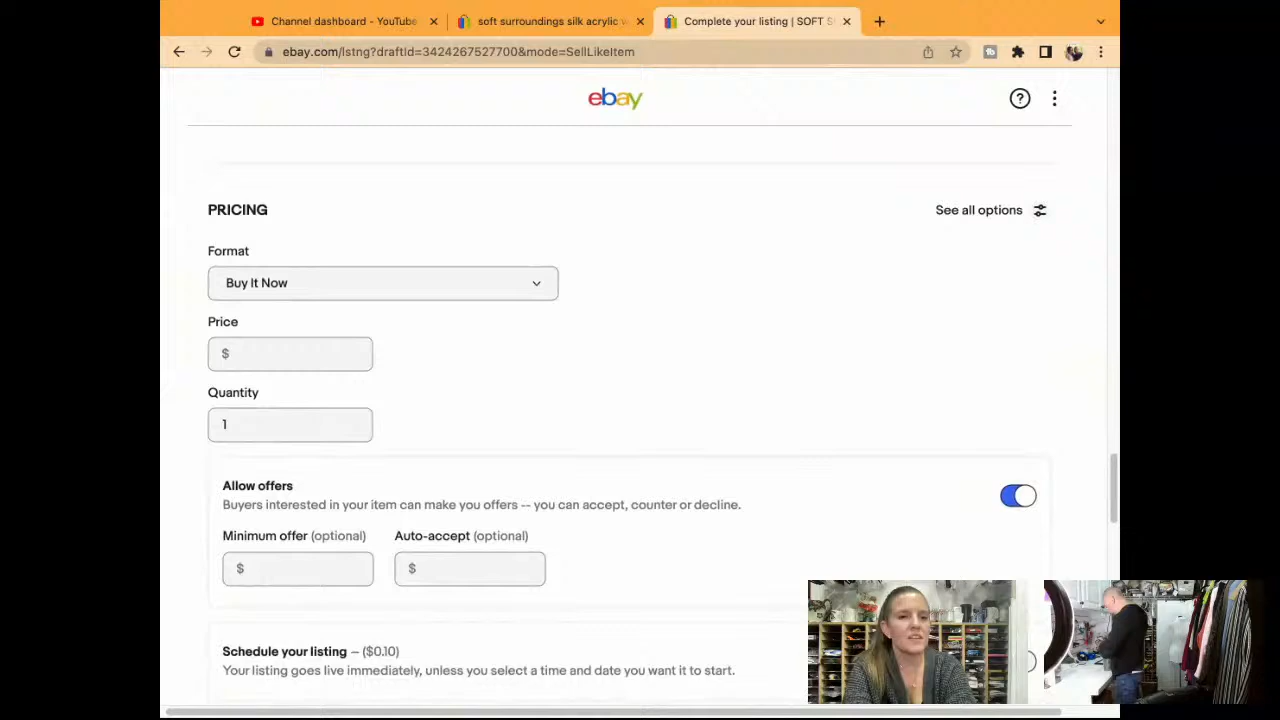 Channel dashboard - YouTube
soft surroundings silk acrylic
Complete your listing | SOFT S
ebay.com/lstng?draftId=3424267527700&mode=SellLikeItem
ebay
PRICING
See all options
Format
Buy It Now
Price
$
Quantity
1
Allow offers
Buyers interested in your item can make you offers -- you can accept, counter or decline.
Minimum offer (optional)
Auto-accept (optional)
$
$
Schedule your listing – ($0.10)
Your listing goes live immediately, unless you select a time and date you want it to start.